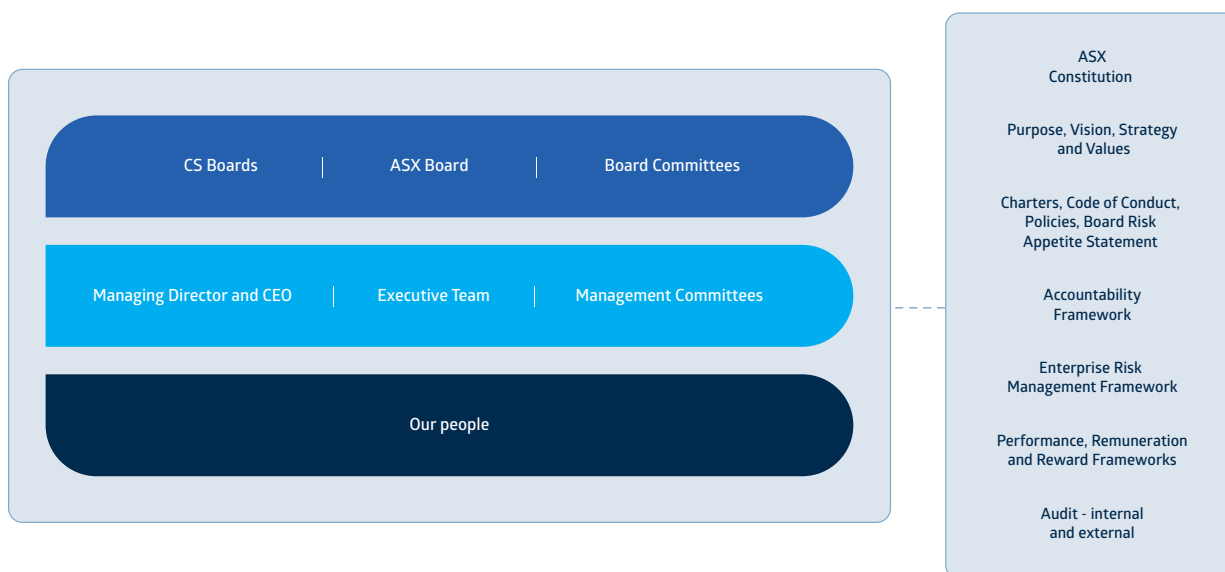 CS Boards
ASX Board
Board Committees
Managing Director and CEO
Executive Team
Management Committees
Our people
ASX
Constitution
Purpose, Vision, Strategy
and Values
Charters, Code of Conduct,
Policies, Board Risk
Appetite Statement
Accountability
Framework
Enterprise Risk
Management Framework
Performance, Remuneration
and Reward Frameworks
Audit - internal
and external